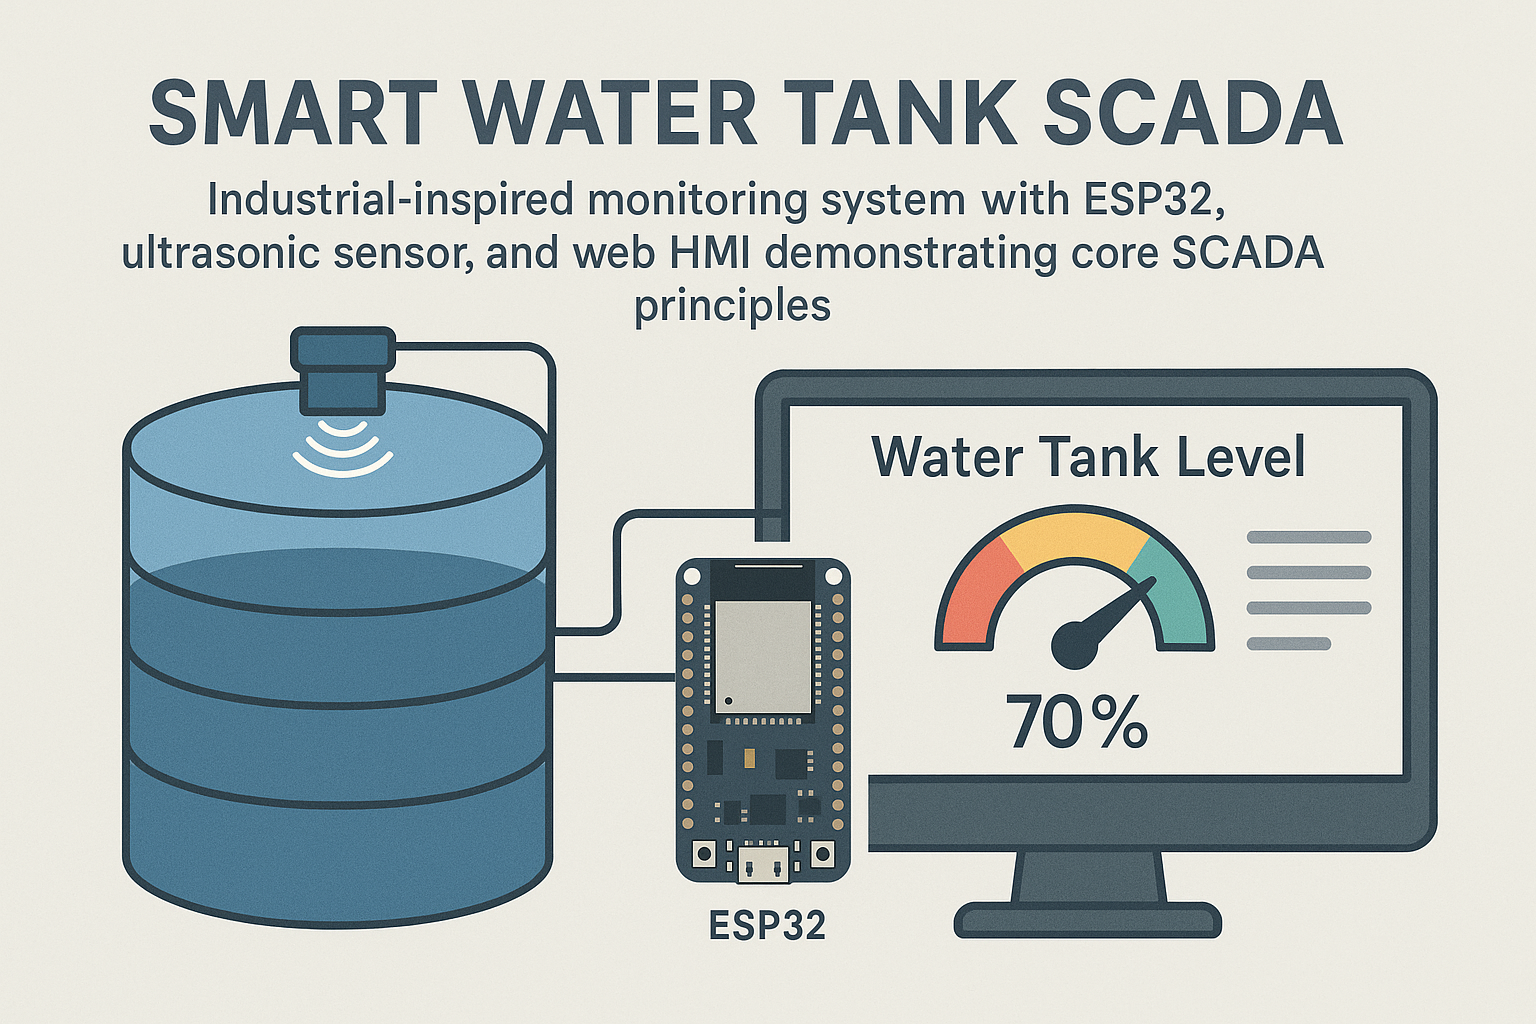 SMART WATER TANK SCADA
Industrial-inspired monitoring system with ESP32,
ultrasonic sensor, and web HMI demonstrating core SCADA
principles
Water Tank Level
70%
ESP32